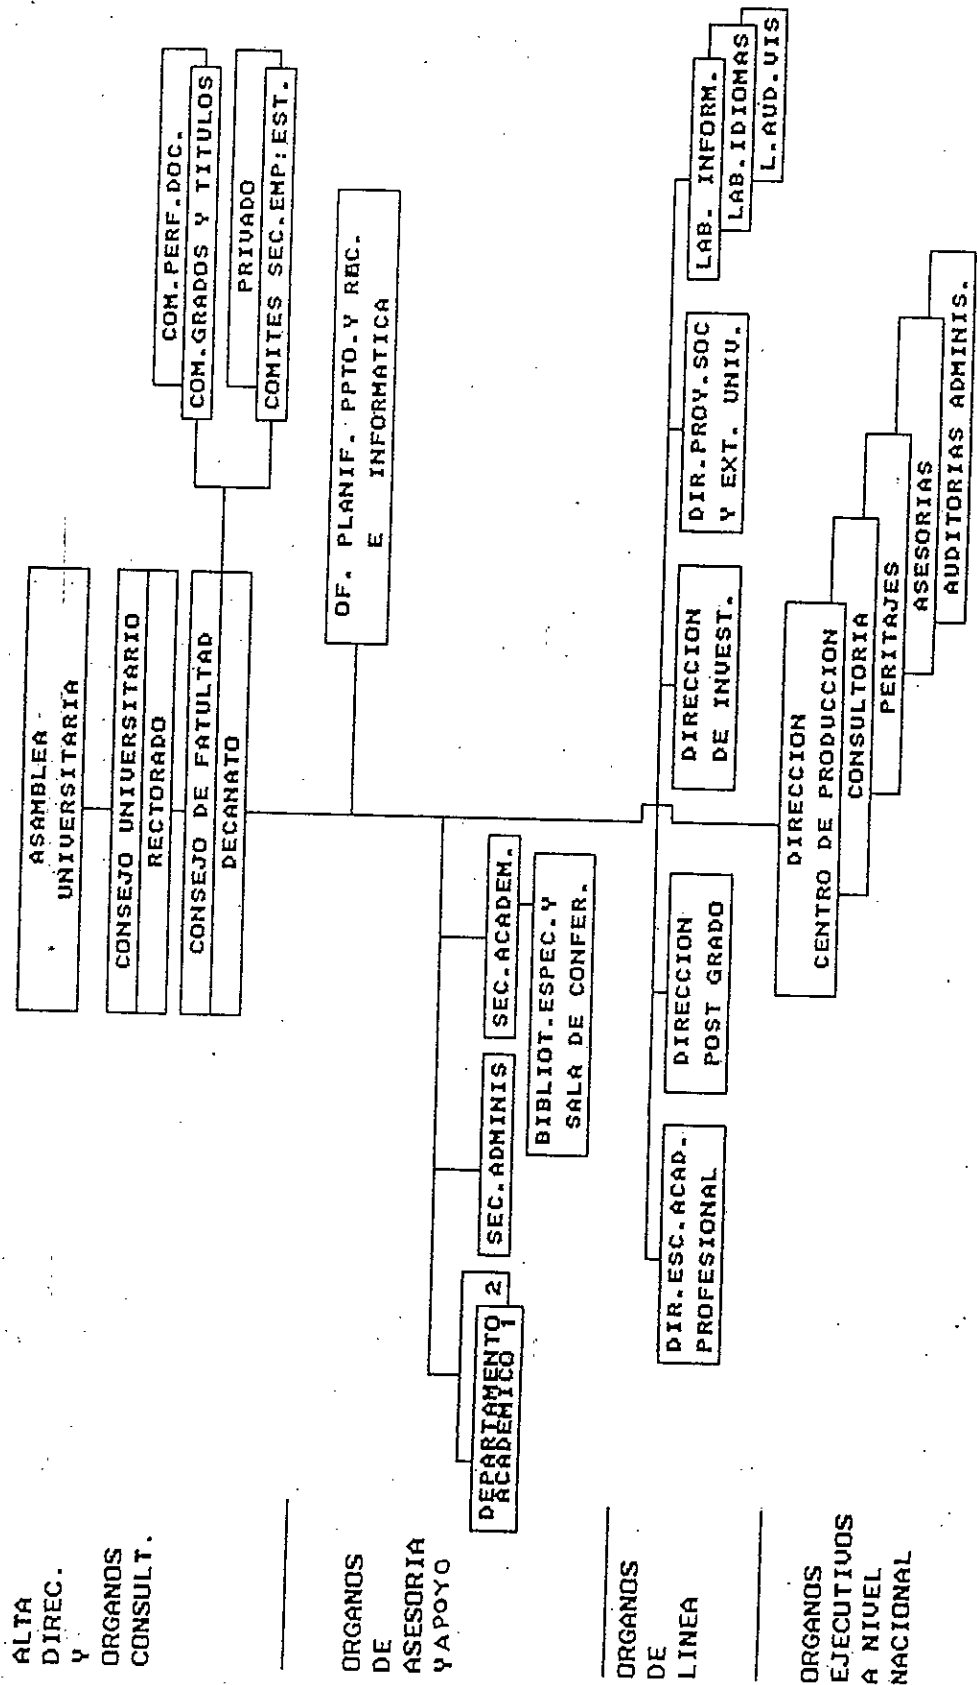 ALTA
DIREC.
Y
ORGANOS
CONSULT.
ASAMBLEA
UNIVERSITARIA
CONSEJO UNIVERSITARIO
RECTORADO
CONSEJO DE FATULTAD
DECANATO
COM.PERF.DOC.
COM.GRADOS Y TITULOS
PRIVADO
COMITES SEC.EMP:EST.
ORGANOS
DE
ASESORIA
Y APOYO
OF. PLANIF. PPTO.Y RBC.
E INFORMATICA
DEPARTAMENTO 2
ACADEMICO 1
SEC.ADMINIS
SEC.ACADEM.
BIBLIOT.ESPEC.Y
SALA DE CONFER.
ORGANOS
DE
LINEA
DIR.ESC.ACAD.
PROFESIONAL
DIRECCION
POST GRADO
DIRECCION
DE INVEST.
DIR.PROY.SOC
Y EXT. UNIV.
LAB. INFORM.
LAB.IDIOMAS
L.AUD.VIS
ORGANOS
EJECUTIVOS
A NIVEL
NACIONAL
DIRECCION
CENTRO DE PRODUCCION
CONSULTORIA
PERITAJES
ASESORIAS
AUDITORIAS ADMINIS.